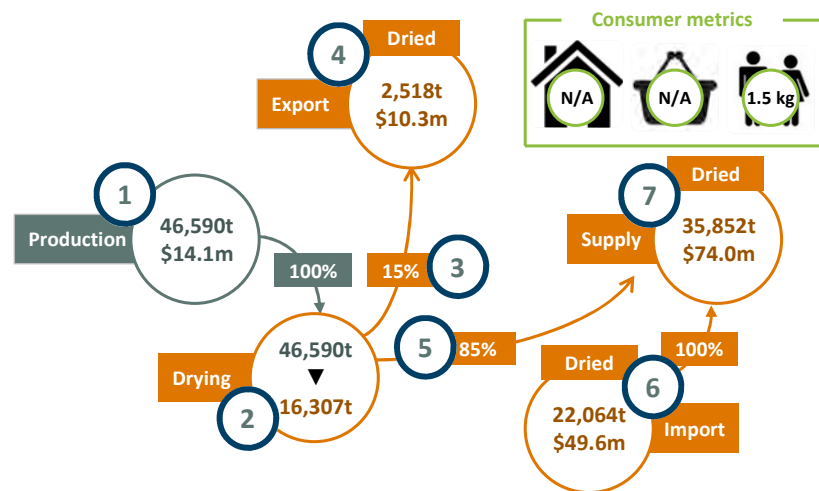 Consumer metrics
N/A
N/A
1.5 kg
4
Dried
Export
2,518t
$10.3m
1
Production
46,590t
$14.1m
100%
15%
3
7
Dried
Supply
35,852t
$74.0m
Drying
46,590t
▼
16,307t
2
5
85%
Dried
100%
6
22,064t
$49.6m
Import